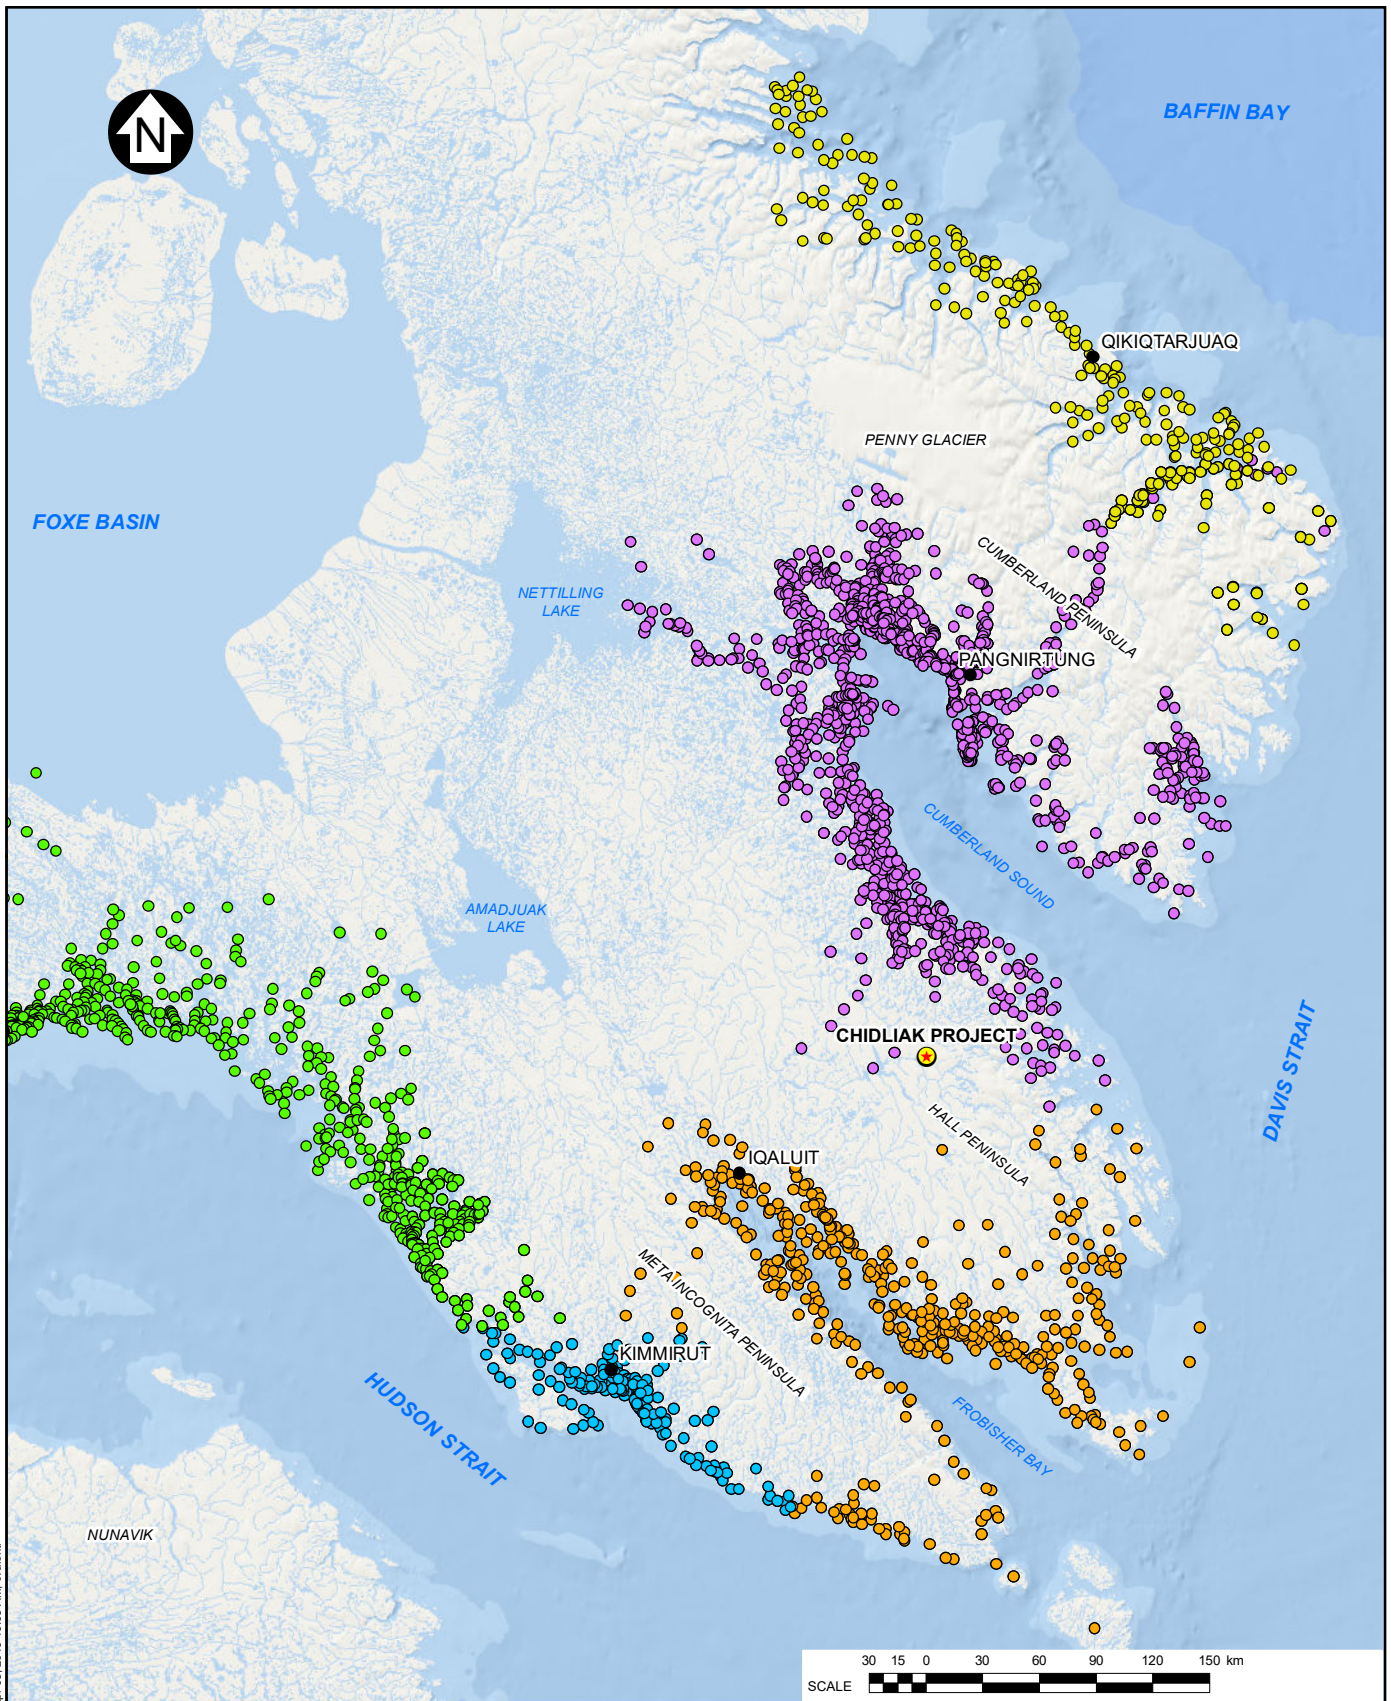 BAFFIN BAY
N
QIKIQTARJUAQ
PENNY GLACIER
FOXE BASIN
CUMBERLAND PENINSULA
NETTILLING
LAKE
PANGNIRTUNG
CUMBERLAND SOUND
AMADJUAK
LAKE
CHIDLIAK PROJECT
DAVIS STRAIT
HALL PENINSULA
IQALUIT
META INCOGNITA PENINSULA
KIMMIRUT
HUDSON STRAIT
FROBISHER BAY
NUNAVIK
30 15 0 30 60 90 120 150 km
SCALE